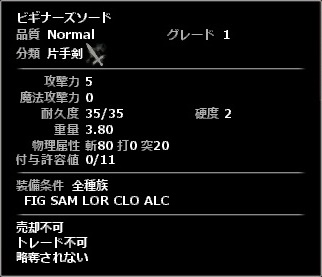 ビギナーズソード
品質 Normal グレード 1
分類 片手剣
攻撃力 5
魔法攻撃力 0
耐久度 35/35 硬度 2
重量 3.80
物理属性 斬80 打0 突20
付与許容値 0/11
装備条件 全種族
FIG SAM LOR CLO ALC
売却不可
トレード不可
略奪されない